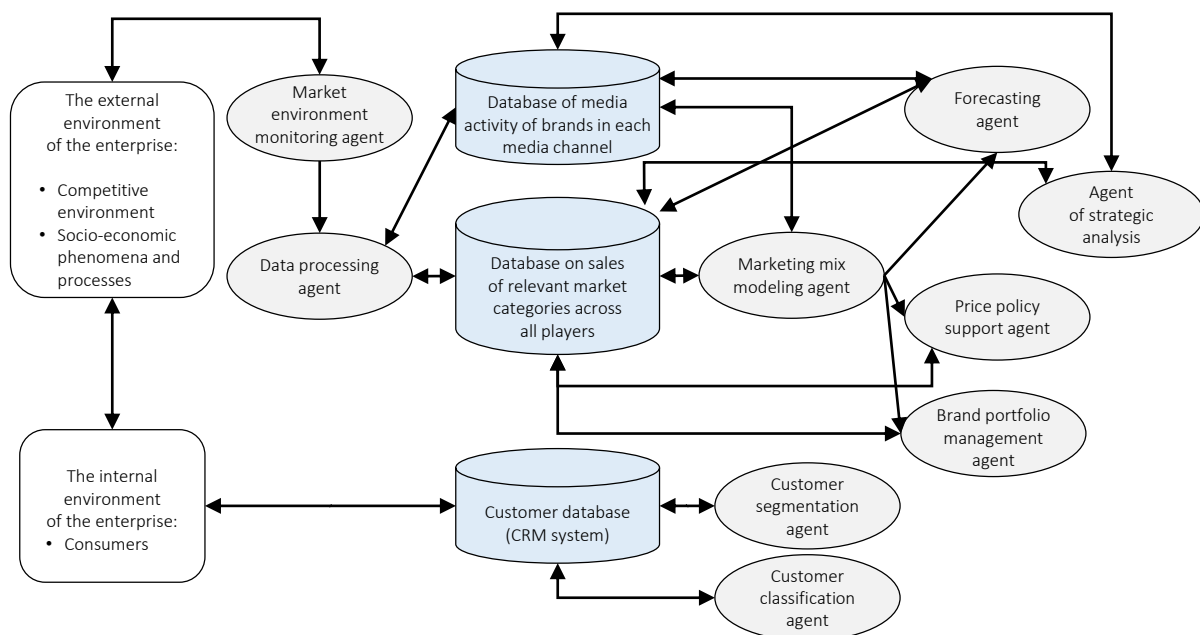 The external
environment
of the enterprise:
• Competitive
environment
• Socio-economic
phenomena and
processes
Market
environment
monitoring agent
Database of media
activity of brands in each
media channel
Forecasting
agent
Agent
of strategic
analysis
Data processing
agent
Database on sales
of relevant market
categories across
all players
Marketing mix
modeling agent
Price policy
support agent
Brand portfolio
management
agent
The internal
environment
of the enterprise:
• Consumers
Customer database
(CRM system)
Customer
segmentation
agent
Customer
classification
agent